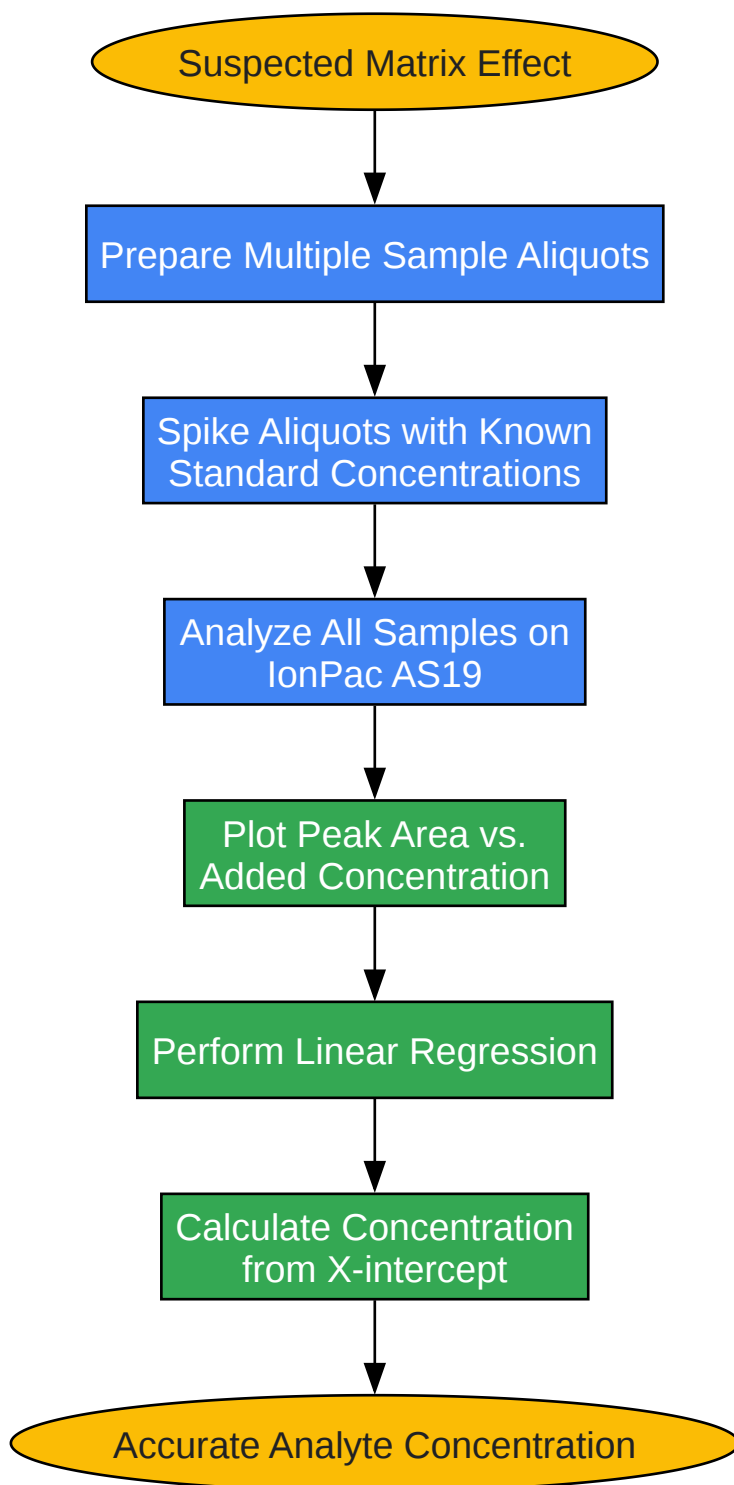 Suspected Matrix Effect
Prepare Multiple Sample Aliquots
Spike Aliquots with Known
Standard Concentrations
Analyze All Samples on
IonPac AS19
Plot Peak Area vs.
Added Concentration
Perform Linear Regression
Calculate Concentration
from X-intercept
Accurate Analyte Concentration